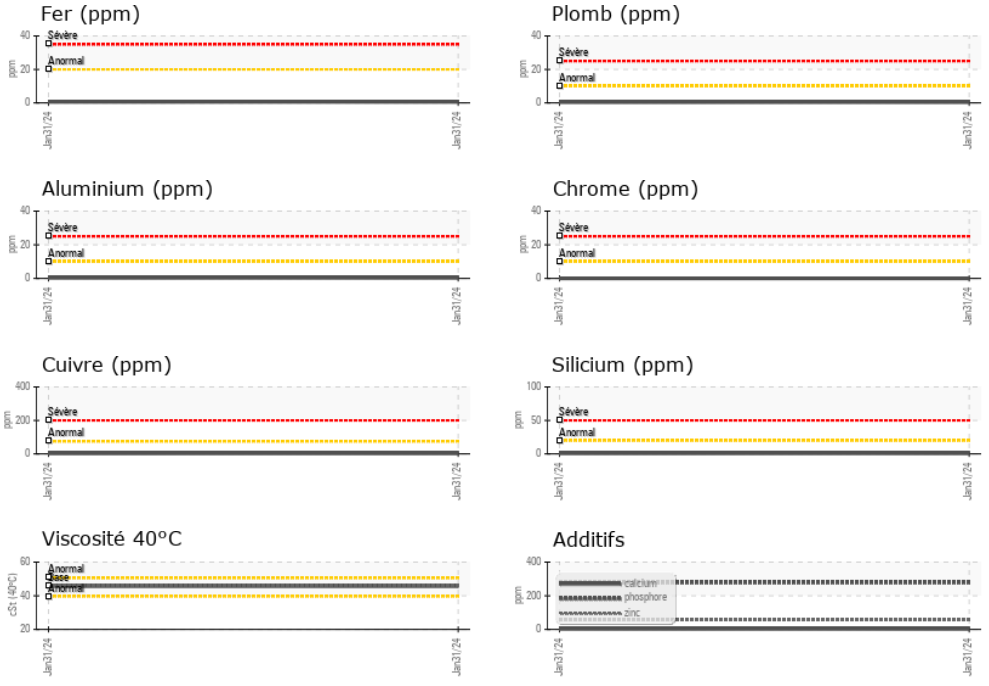 Fer (ppm)
40
Sévère
Anormal
ppm
20
0
Jan31/24
Jan31/24
Plomb (ppm)
40
Sévère
ppm
20
Anormal
0
Jan31/24
Jan31/24
Aluminium (ppm)
40
Sévère
ppm
20
Anormal
0
Jan31/24
Jan31/24
Chrome (ppm)
40
Sévère
ppm
20
Anormal
0
Jan31/24
Jan31/24
Cuivre (ppm)
400
Sévère
ppm
200
Anormal
0
Jan31/24
Jan31/24
Silicium (ppm)
100
Sévère
ppm
50
Anormal
0
Jan31/24
Jan31/24
Viscosité 40°C
60
Anormal
Base
Anormal
cSt (40°C)
40
20
Jan31/24
Jan31/24
Additifs
400
calcium
phosphore
zinc
ppm
200
0
Jan31/24
Jan31/24